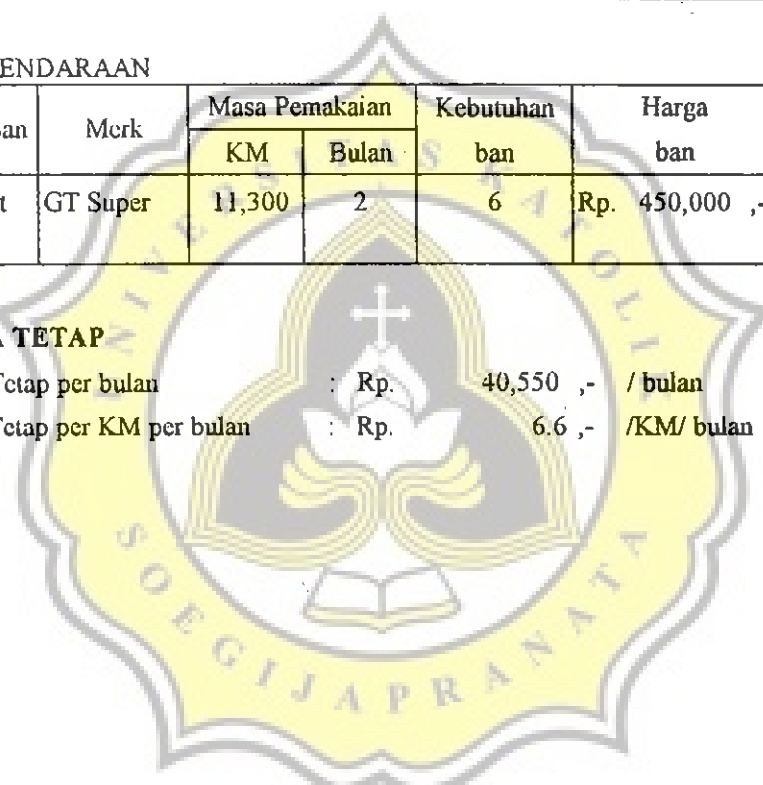 ENDARAAN
an Merk Masa Pemakaian Kebutuhan Harga
KM Bulan ban ban
t GT Super 11,300 2 6 Rp. 450,000 ,-
A TETAP
Tetap per bulan : Rp. 40,550 ,- / bulan
Tetap per KM per bulan : Rp. 6.6 ,- /KM/ bulan
UNIVERSITAS KATOLIK
SOEGIJAPRANATA